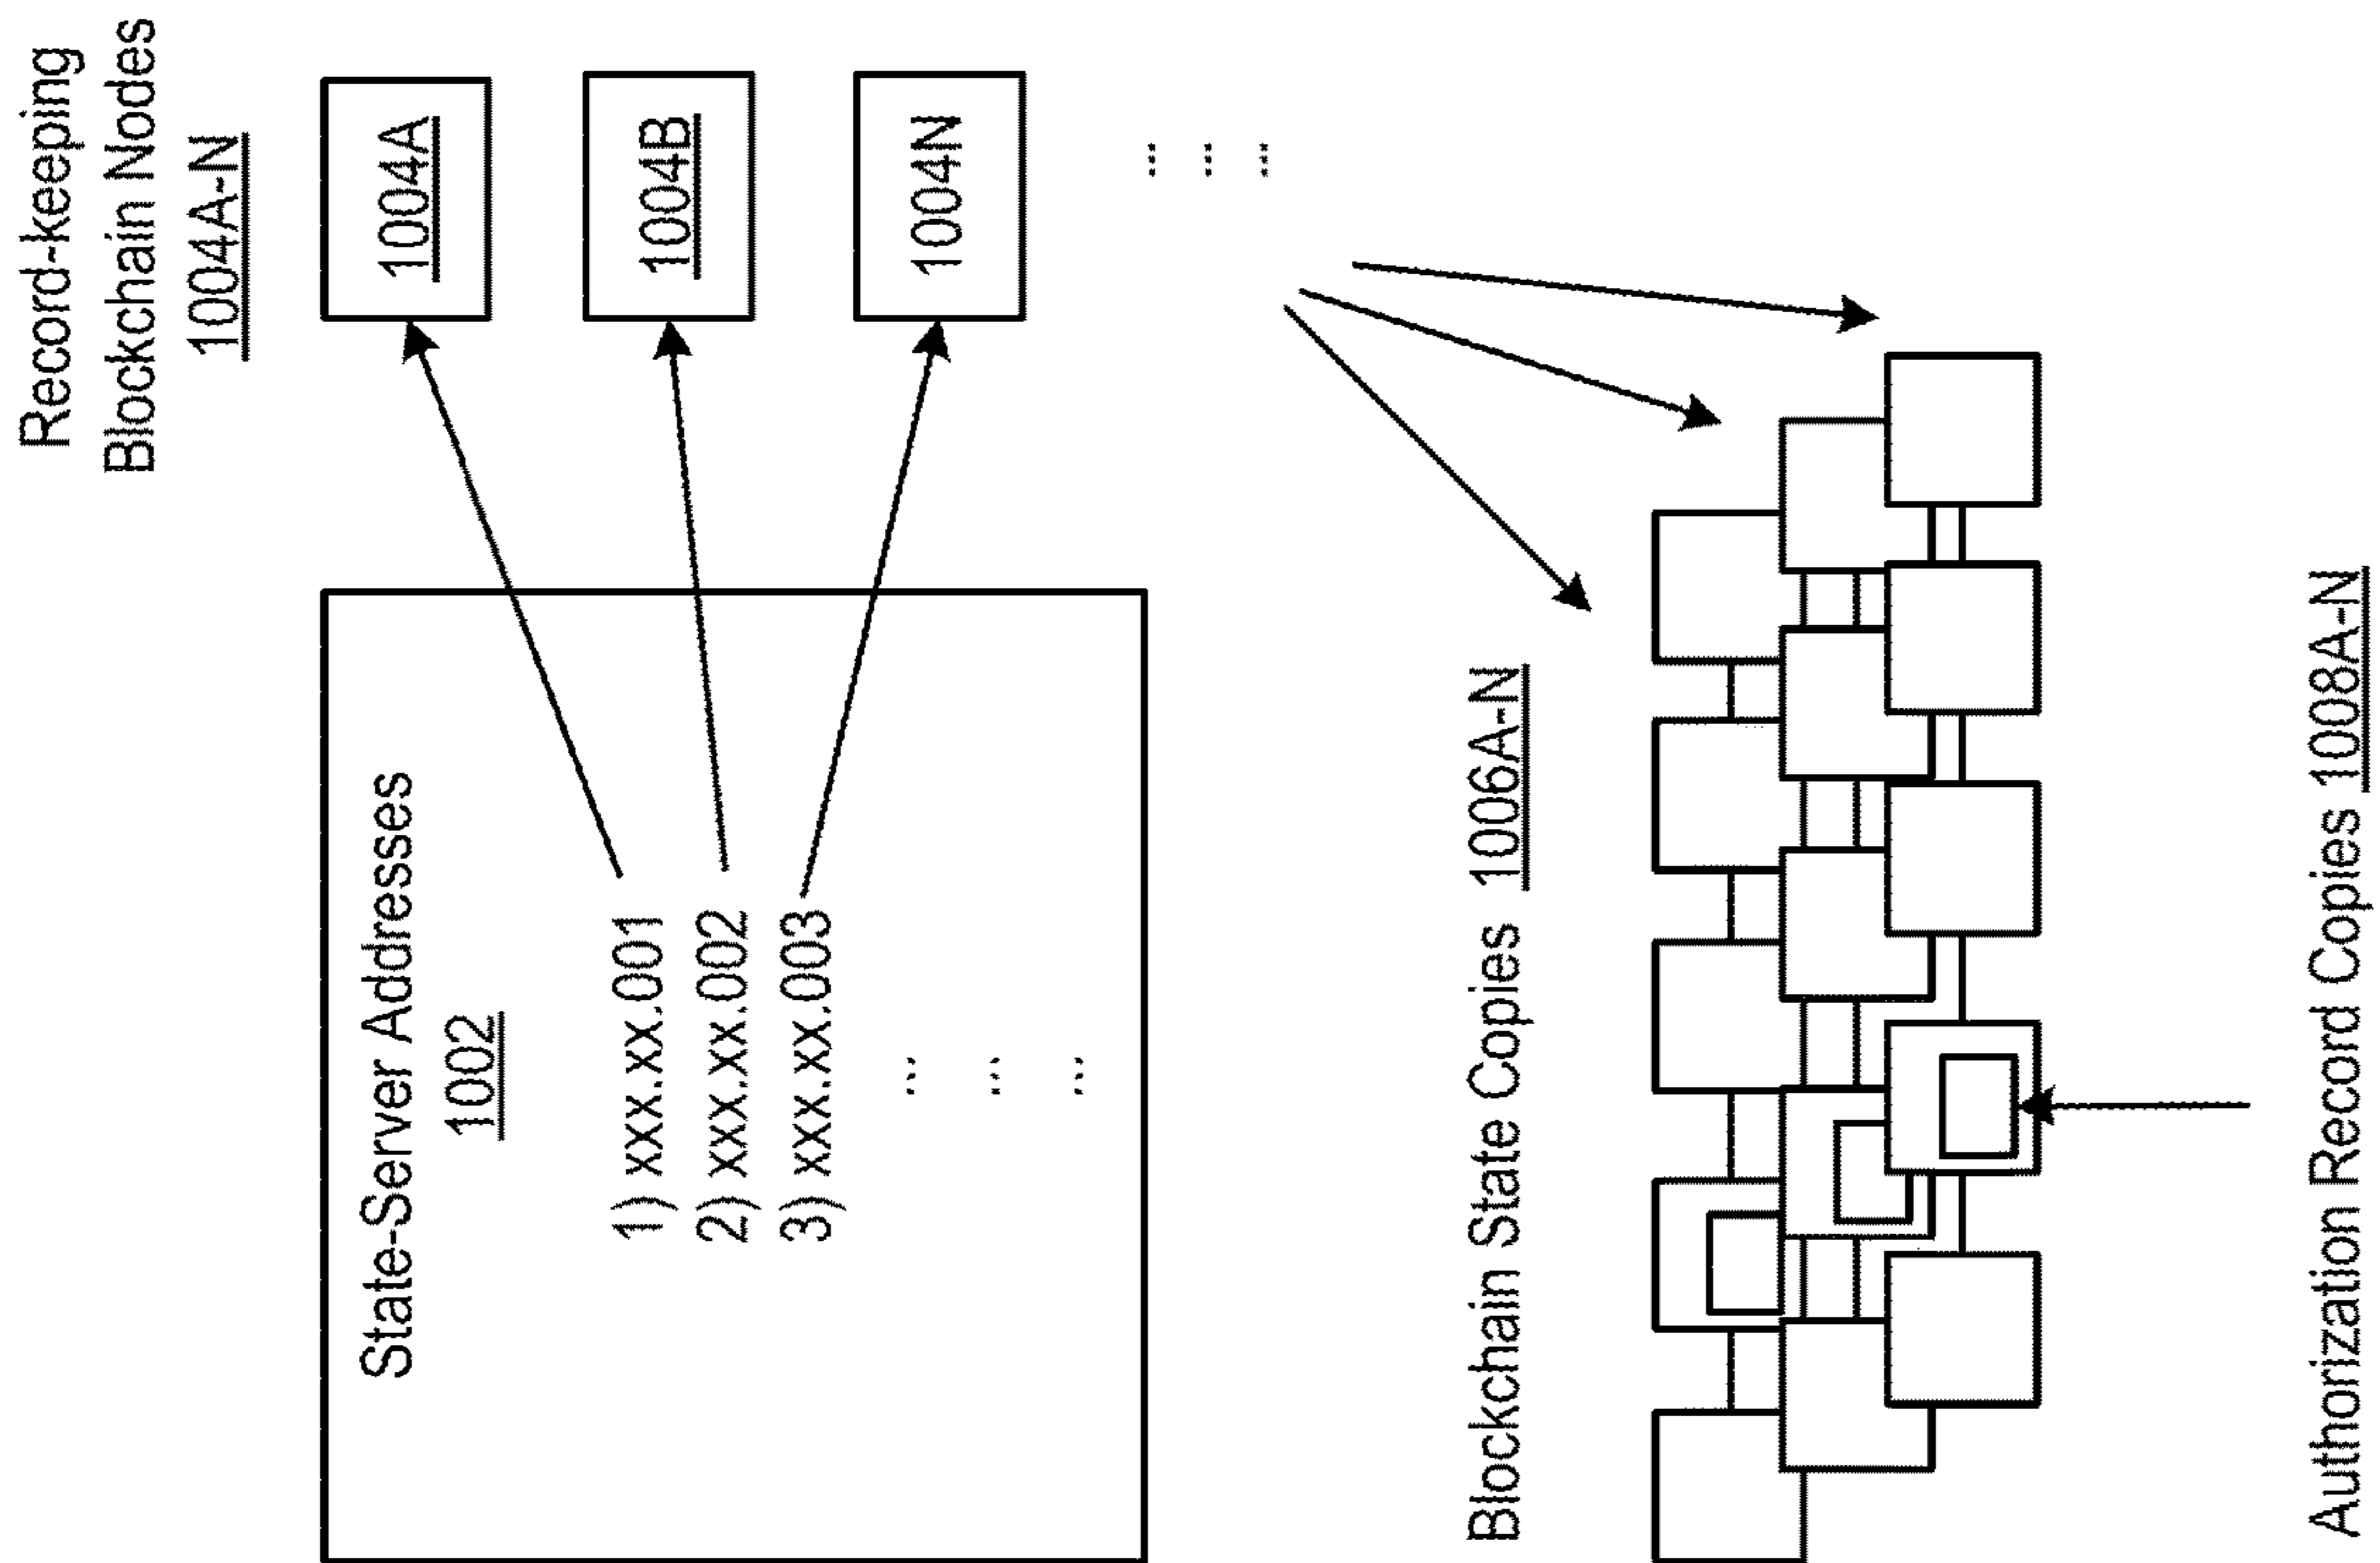 Record-keeping
Blockchain Nodes
1004A-N
State-Server Addresses
1002
1) xxx.xx.001
2) xxx.xx.002
3) xxx.xx.003
...
...
...
1004A
1004B
1004N
...
...
...
Blockchain State Copies 1006A-N
Authorization Record Copies 1008A-N